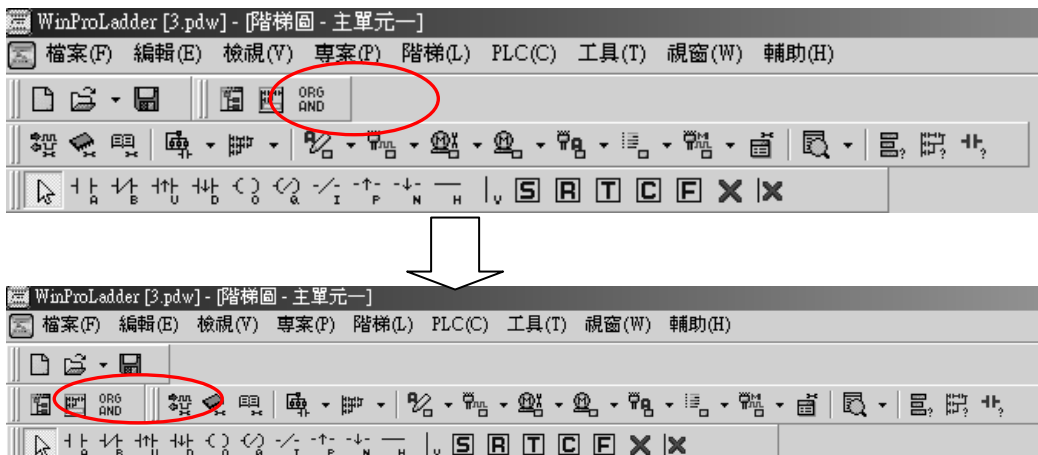 WinProLadder [3.pdw] - [階梯圖 - 主單元一]
檔案(F) 編輯(E) 檢視(V) 專案(P) 階梯(L) PLC(C) 工具(T) 視窗(W) 輔助(H)
ORG
AND
A B U D O Q I P N H V S R T C F
WinProLadder [3.pdw] - [階梯圖 - 主單元一]
檔案(F) 編輯(E) 檢視(V) 專案(P) 階梯(L) PLC(C) 工具(T) 視窗(W) 輔助(H)
ORG
AND
A B U D O Q I P N H V S R T C F